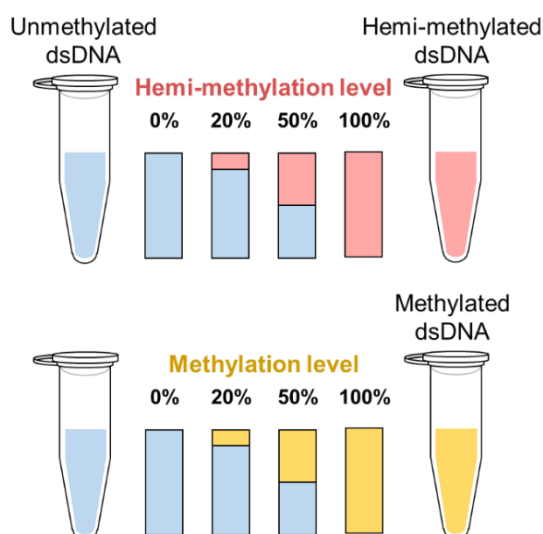 Unmethylated
dsDNA
Hemi-methylated
dsDNA
Hemi-methylation level
0% 20% 50% 100%
Methylated
dsDNA
Methylation level
0% 20% 50% 100%